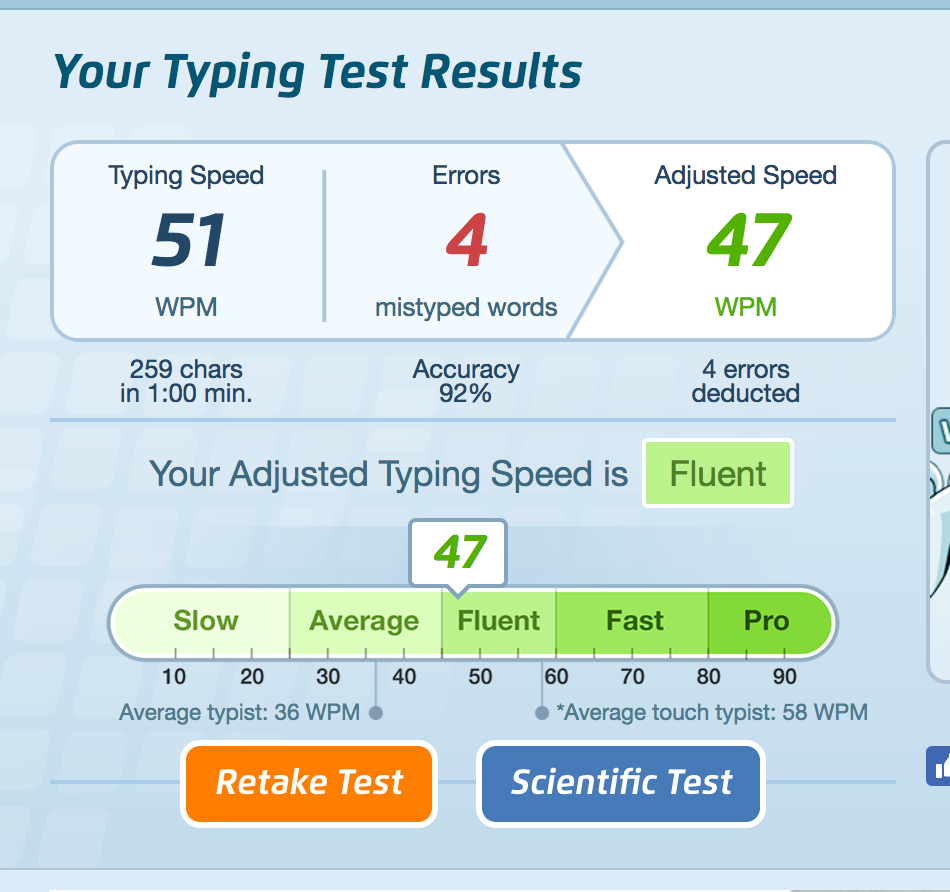 Your Typing Test Results
Typing Speed
Errors
Adjusted Speed
51
4
47
WPM
mistyped words
WPM
259 chars
in 1:00 min.
Accuracy
92%
4 errors
deducted
Your Adjusted Typing Speed is Fluent
47
Slow Average Fluent Fast Pro
10 20 30 40 50 60 70 80 90
Average typist: 36 WPM
*Average touch typist: 58 WPM
Retake Test
Scientific Test